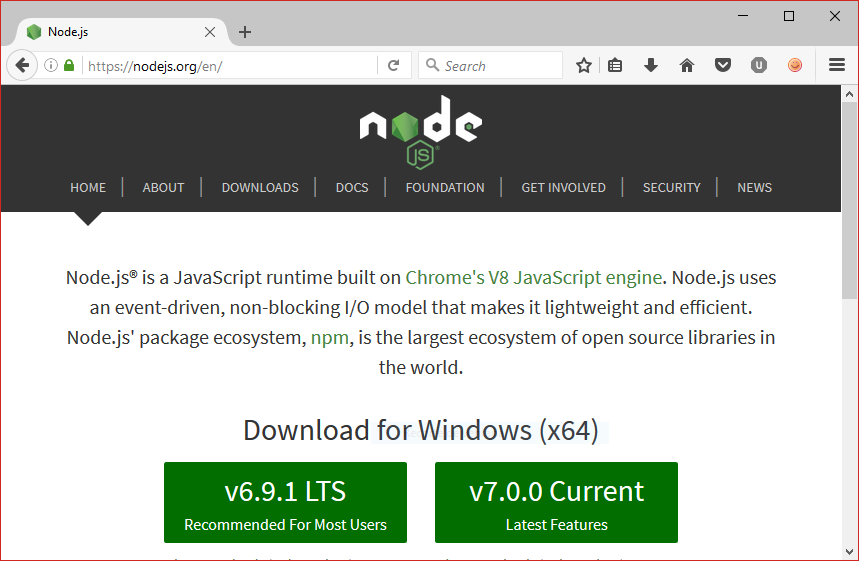 Node.js
https://nodejs.org/en/
Search
node
JS
HOME
ABOUT
DOWNLOADS
DOCS
FOUNDATION
GET INVOLVED
SECURITY
NEWS
Node.js® is a JavaScript runtime built on Chrome's V8 JavaScript engine. Node.js uses
an event-driven, non-blocking I/O model that makes it lightweight and efficient.
Node.js' package ecosystem, npm, is the largest ecosystem of open source libraries in
the world.
Download for Windows (x64)
v6.9.1 LTS
Recommended For Most Users
v7.0.0 Current
Latest Features